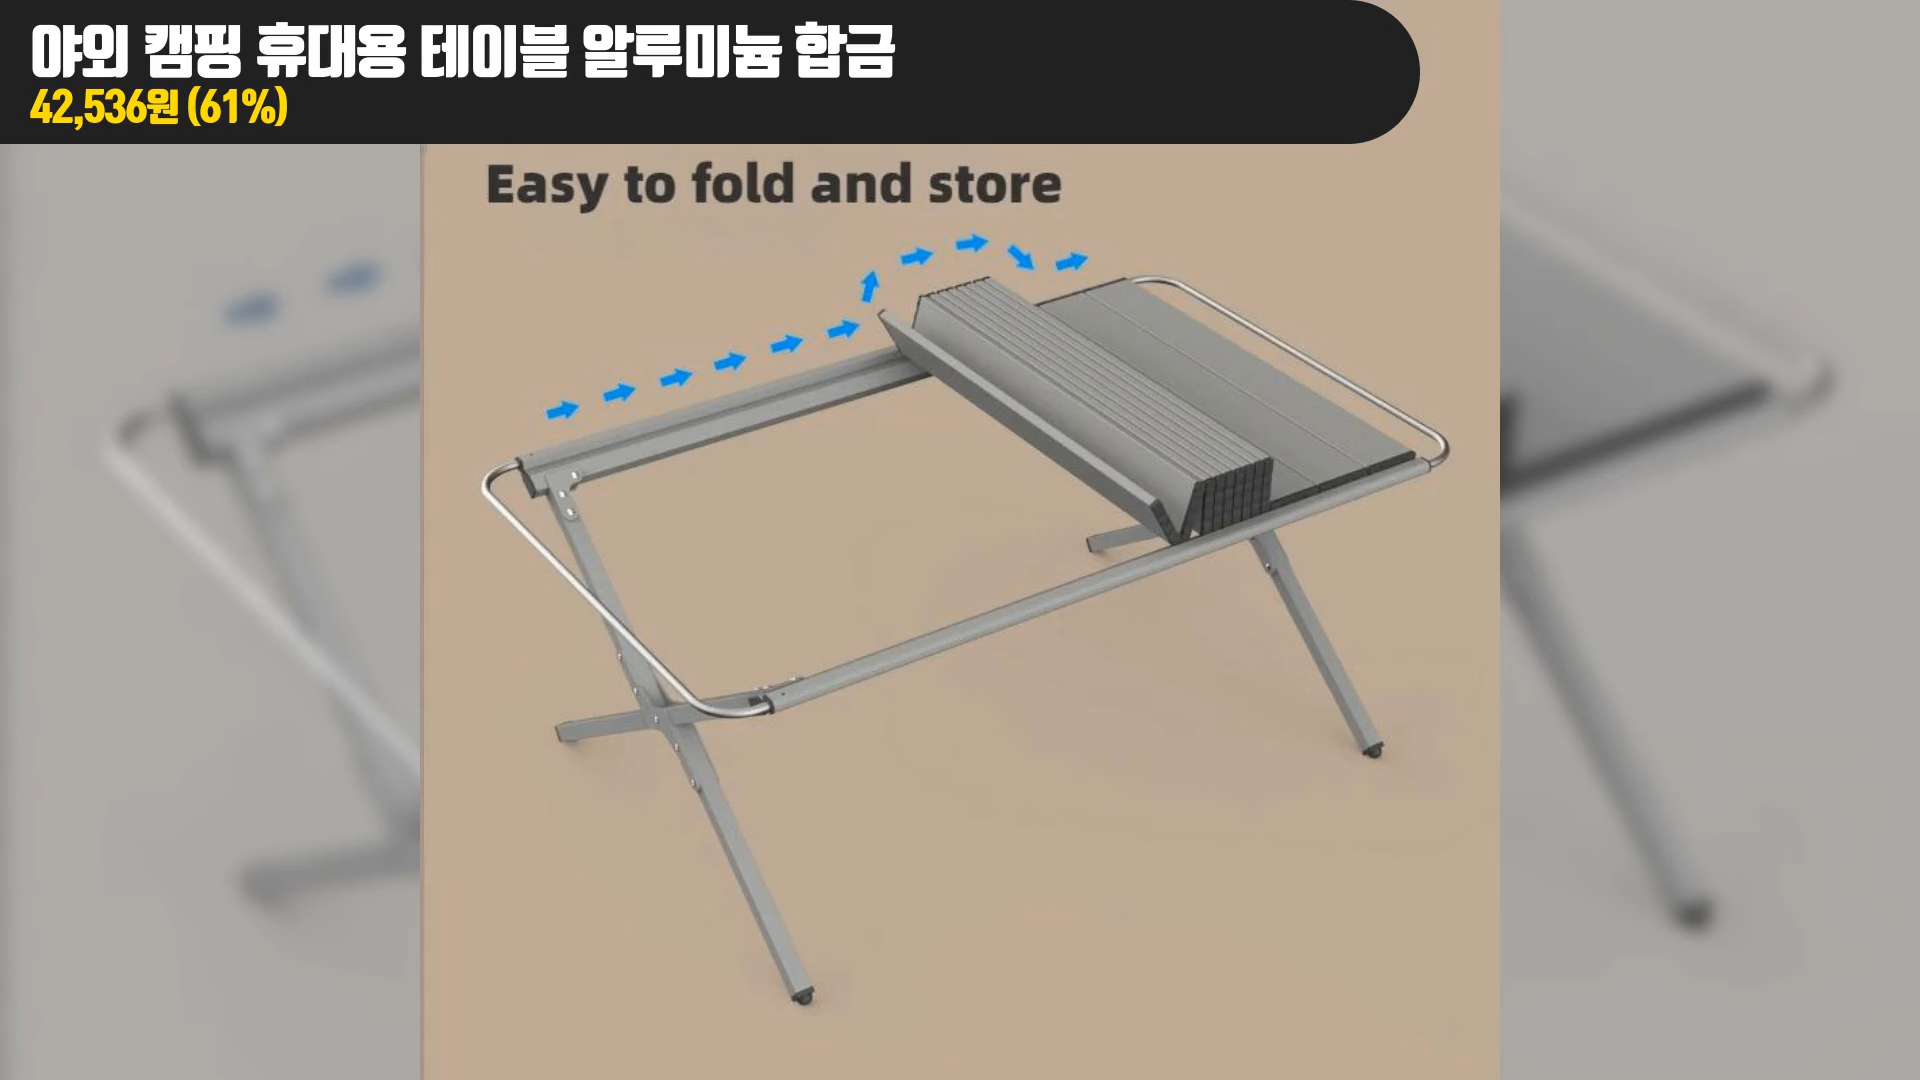 야외 캠핑 휴대용 테이블 알루미늄 합금
42,536원 (61%)
Easy to fold and store